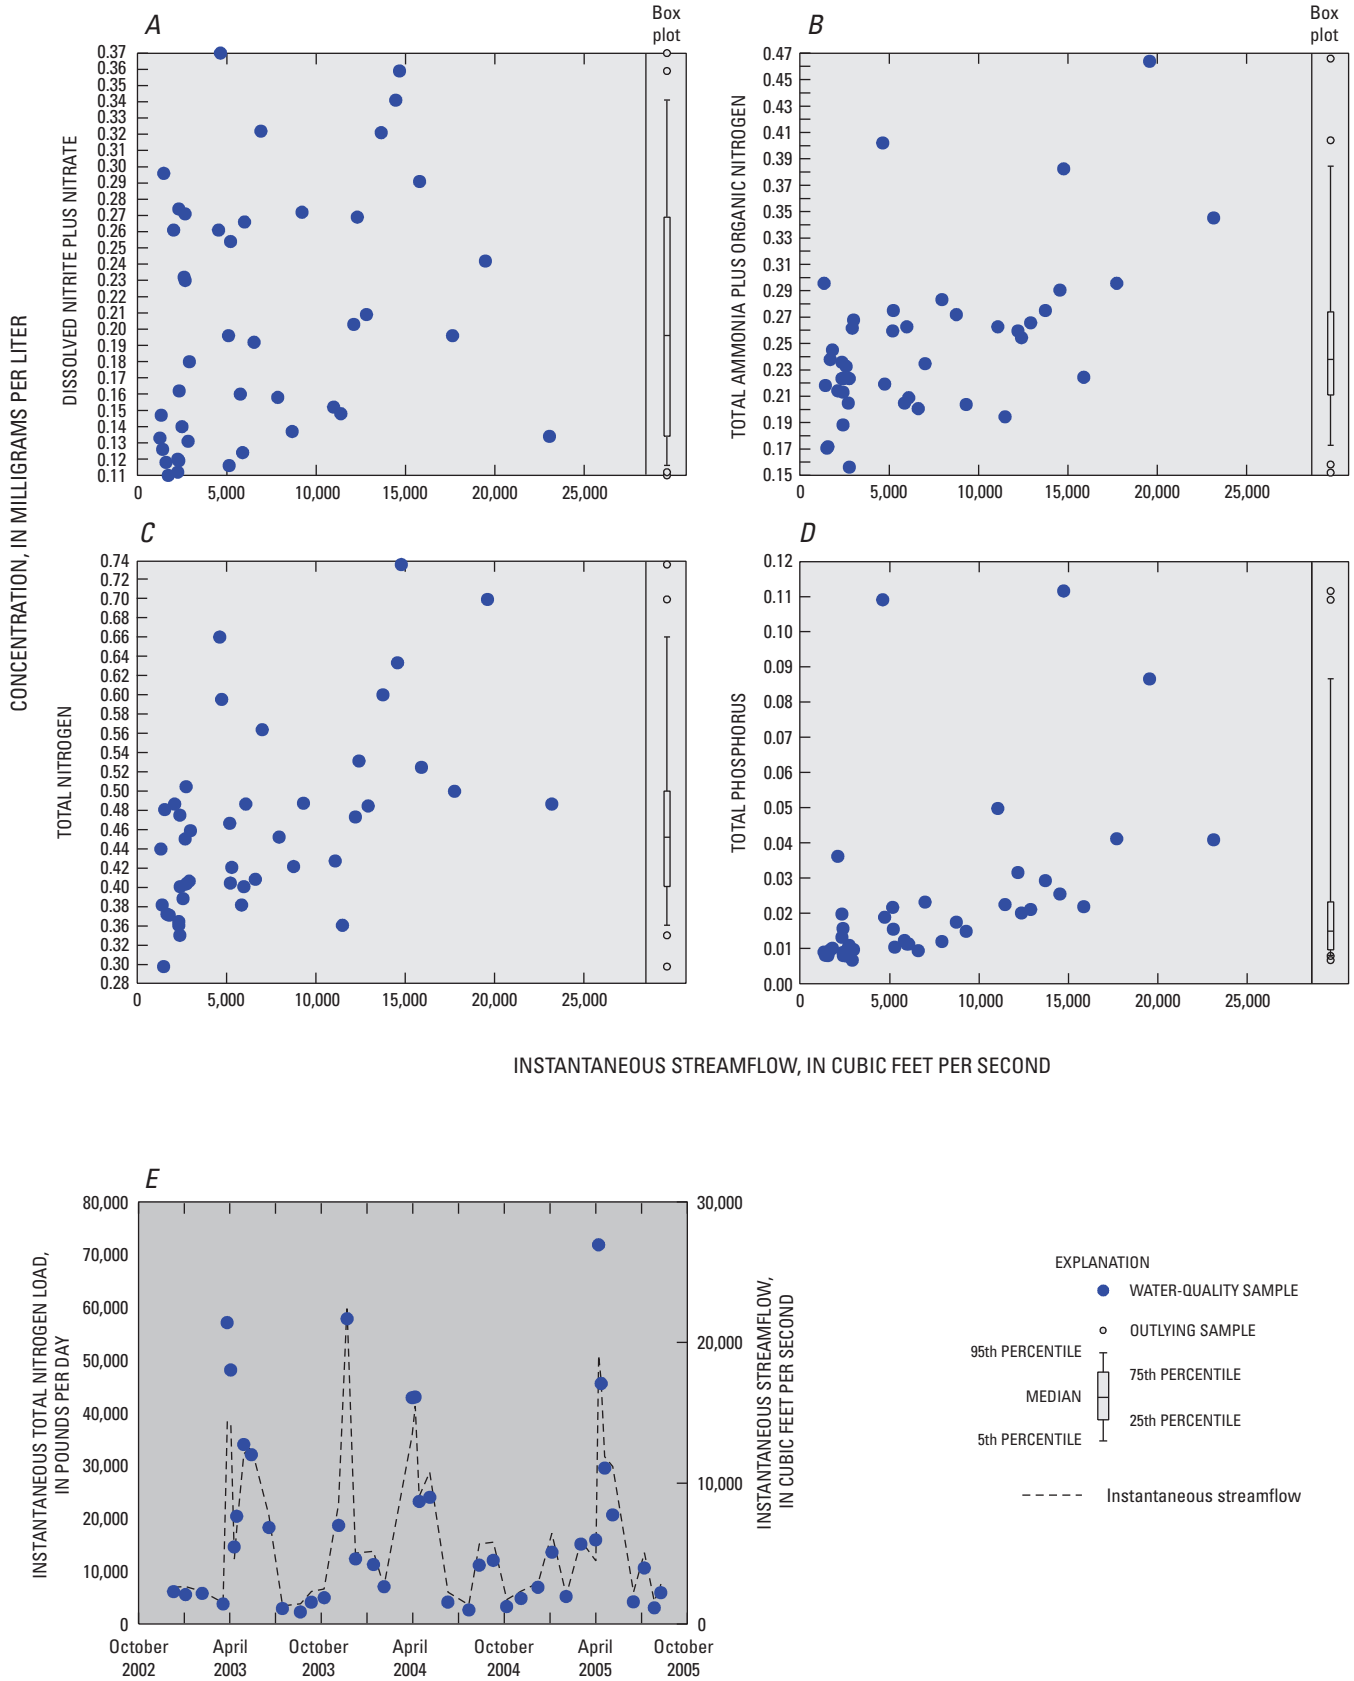 A
Box
plot
B
Box
plot
CONCENTRATION, IN MILLIGRAMS PER LITER
DISSOLVED NITRITE PLUS NITRATE
0.37
0.36
0.35
0.34
0.33
0.32
0.31
0.30
0.29
0.28
0.27
0.26
0.25
0.24
0.23
0.22
0.21
0.20
0.19
0.18
0.17
0.16
0.15
0.14
0.13
0.12
0.11
0 5,000 10,000 15,000 20,000 25,000
TOTAL AMMONIA PLUS ORGANIC NITROGEN
0.47
0.45
0.43
0.41
0.39
0.37
0.35
0.33
0.31
0.29
0.27
0.25
0.23
0.21
0.19
0.17
0.15
0 5,000 10,000 15,000 20,000 25,000
C
TOTAL NITROGEN
0.74
0.72
0.70
0.68
0.66
0.64
0.62
0.60
0.58
0.56
0.54
0.52
0.50
0.48
0.46
0.44
0.42
0.40
0.38
0.36
0.34
0.32
0.30
0.28
0 5,000 10,000 15,000 20,000 25,000
D
TOTAL PHOSPHORUS
0.12
0.11
0.10
0.09
0.08
0.07
0.06
0.05
0.04
0.03
0.02
0.01
0.00
0 5,000 10,000 15,000 20,000 25,000
INSTANTANEOUS STREAMFLOW, IN CUBIC FEET PER SECOND
E
INSTANTANEOUS TOTAL NITROGEN LOAD,
IN POUNDS PER DAY
80,000
70,000
60,000
50,000
40,000
30,000
20,000
10,000
0
30,000
20,000
10,000
0
INSTANTANEOUS STREAMFLOW,
IN CUBIC FEET PER SECOND
October April October April October April October
2002 2003 2003 2004 2004 2005 2005
EXPLANATION
WATER-QUALITY SAMPLE
OUTLYING SAMPLE
95th PERCENTILE
75th PERCENTILE
MEDIAN
25th PERCENTILE
5th PERCENTILE
Instantaneous streamflow